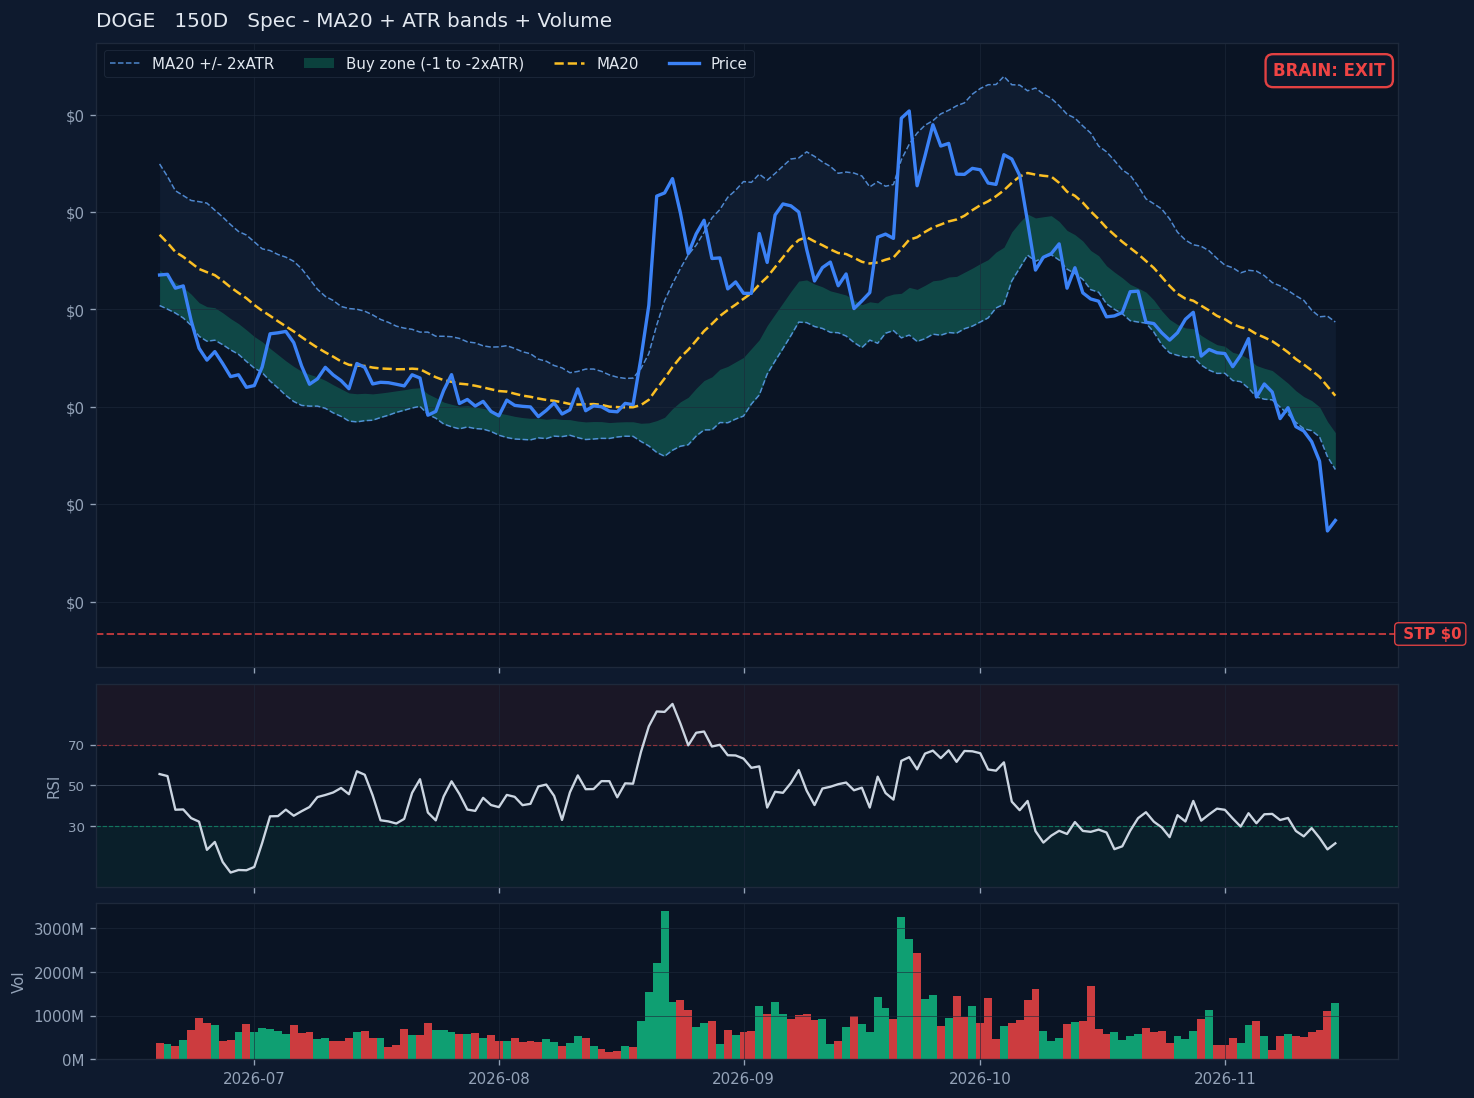 DOGE 150D Spec - MA20 + ATR bands + Volume
MA20 +/- 2xATR Buy zone (-1 to -2xATR) MA20 Price
BRAIN: EXIT
$0
$0
$0
$0
$0
$0
STP $0
70
50
30
RSI
3000M
2000M
1000M
0M
Vol
2026-07 2026-08 2026-09 2026-10 2026-11